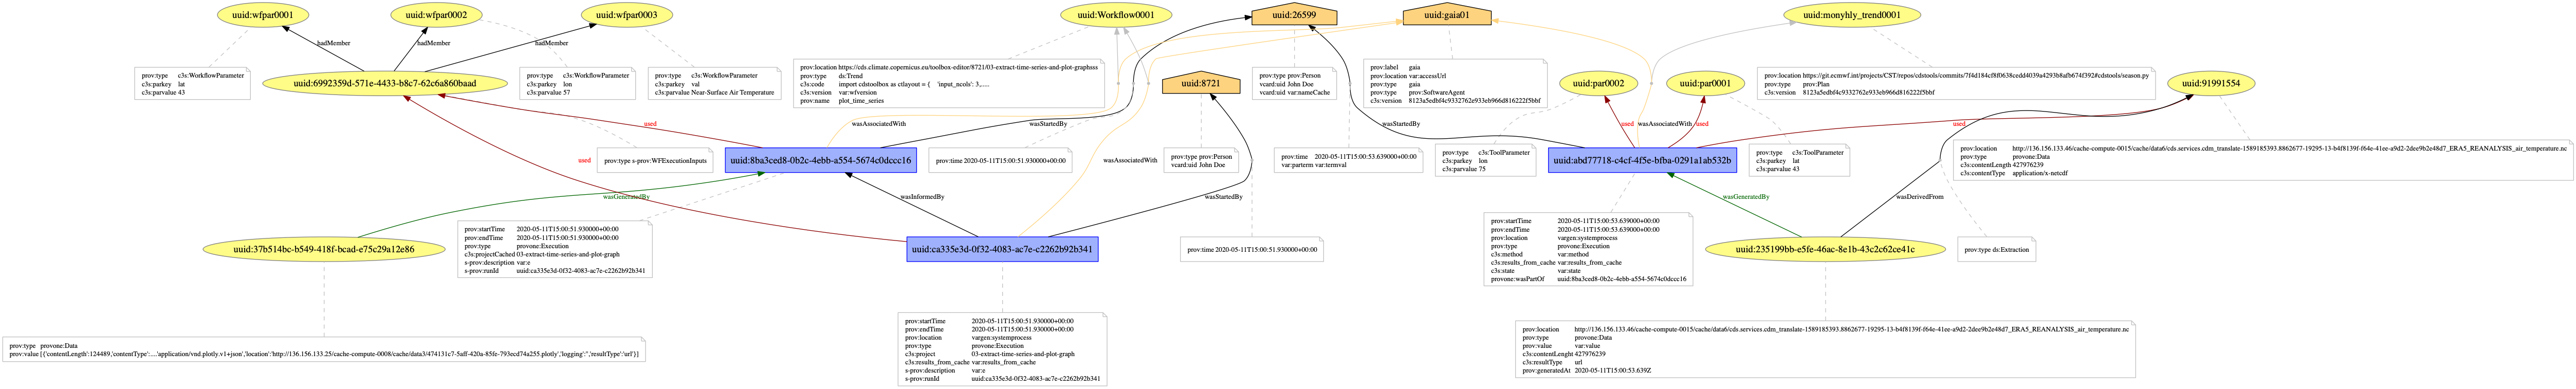 uuid:wfpar0001
uuid:wfpar0002
uuid:wfpar0003
uuid:Workflow0001
uuid:26599
uuid:gaia01
uuid:monyhly_trend0001
hadMember
hadMember
hadMember
prov:type c3s:WorkflowParameter
c3s:parkey lat
c3s:parvalue 43
uuid:6992359d-571e-4433-b8c7-62c6a860baad
prov:type c3s:WorkflowParameter
c3s:parkey lon
c3s:parvalue 57
prov:type c3s:WorkflowParameter
c3s:parkey val
c3s:parvalue Near-Surface Air Temperature
prov:location https://cds.climate.copernicus.eu/toolbox-editor/8721/03-extract-time-series-and-plot-graphsss
prov:type ds:Trend
c3s:code import cdstoolbox as ctlayout = { 'input_ncols': 3,.....
c3s:version var:wfversion
prov:name plot_time_series
uuid:8721
prov:type prov:Person
vcard:uid John Doe
vcard:uid var:nameCache
prov:label gaia
prov:location var:accessUrl
prov:type gaia
prov:type prov:SoftwareAgent
c3s:version 8123a5edbf4c9332762e933eb966d816222f5bbf
uuid:par0002
uuid:par0001
prov:location https://git.ecmwf.int/projects/CST/repos/cdstools/commits/7f4d184cf8f0638cedd4039a4293b8afb674f392#cdstools/season.py
prov:type prov:Plan
c3s:version 8123a5edbf4c9332762e933eb966d816222f5bbf
uuid:91991554
used
wasAssociatedWith
wasStartedBy
wasStartedBy
used
wasAssociatedWith
used
used
used
prov:type s-prov:WFExecutionInputs
uuid:8ba3ced8-0b2c-4ebb-a554-5674c0dccc16
prov:time 2020-05-11T15:00:51.930000+00:00
wasAssociatedWith
prov:type prov:Person
vcard:uid John Doe
prov:time 2020-05-11T15:00:53.639000+00:00
var:parterm var:termval
prov:type c3s:ToolParameter
c3s:parkey lon
c3s:parvalue 75
uuid:abd77718-c4cf-4f5e-bfba-0291a1ab532b
prov:type c3s:ToolParameter
c3s:parkey lat
c3s:parvalue 43
prov:location http://136.156.133.46/cache-compute-0015/cache/data6/cds.services.cdm_translate-1589185393.8862677-19295-13-b4f8139f-f64e-41ee-a9d2-2dee9b2e48d7_ERA5_REANALYSIS_air_temperature.nc
prov:type provone:Data
c3s:contentLength 427976239
c3s:contentType application/x-netcdf
wasGeneratedBy
wasInformedBy
wasStartedBy
wasGeneratedBy
wasDerivedFrom
uuid:37b514bc-b549-418f-bcad-e75c29a12e86
prov:startTime 2020-05-11T15:00:51.930000+00:00
prov:endTime 2020-05-11T15:00:51.930000+00:00
prov:type provone:Execution
c3s:projectCached 03-extract-time-series-and-plot-graph
s-prov:description var:e
s-prov:runId uuid:ca335e3d-0f32-4083-ac7e-c2262b92b341
uuid:ca335e3d-0f32-4083-ac7e-c2262b92b341
prov:time 2020-05-11T15:00:51.930000+00:00
prov:startTime 2020-05-11T15:00:53.639000+00:00
prov:endTime 2020-05-11T15:00:53.639000+00:00
prov:location vargen:systemprocess
prov:type provone:Execution
c3s:method var:method
c3s:results_from_cache var:results_from_cache
c3s:state var:state
provone:wasPartOf uuid:8ba3ced8-0b2c-4ebb-a554-5674c0dccc16
uuid:235199bb-e5fe-46ac-8e1b-43c2c62ce41c
prov:type ds:Extraction
prov:type provone:Data
prov:value [{'contentLength':124489,'contentType':....'application/vnd.plotly.v1+json','location':'http://136.156.133.25/cache-compute-0008/cache/data3/474131c7-5aff-420a-85fe-793ecd74a255.plotly','logging':'','resultType':'url'}]
prov:startTime 2020-05-11T15:00:51.930000+00:00
prov:endTime 2020-05-11T15:00:51.930000+00:00
prov:location vargen:systemprocess
prov:type provone:Execution
c3s:project 03-extract-time-series-and-plot-graph
c3s:results_from_cache var:results_from_cache
s-prov:description var:e
s-prov:runId uuid:ca335e3d-0f32-4083-ac7e-c2262b92b341
prov:location http://136.156.133.46/cache-compute-0015/cache/data6/cds.services.cdm_translate-1589185393.8862677-19295-13-b4f8139f-f64e-41ee-a9d2-2dee9b2e48d7_ERA5_REANALYSIS_air_temperature.nc
prov:type provone:Data
prov:value var:value
c3s:contentLenght 427976239
c3s:resultType url
prov:generatedAt 2020-05-11T15:00:53.639Z